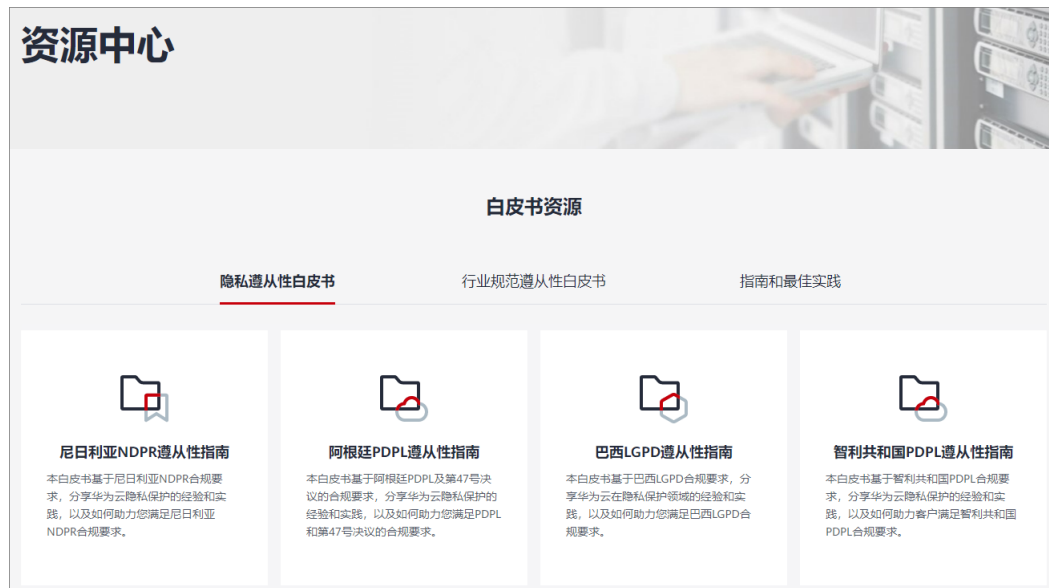 资源中心
白皮书资源
隐私遵从性白皮书
行业规范遵从性白皮书
指南和最佳实践
尼日利亚NDPR遵从性指南
本白皮书基于尼日利亚NDPR合规要
求，分享华为云隐私保护的经验和实
践，以及如何助力您满足尼日利亚
NDPR合规要求。
阿根廷PDPL遵从性指南
本白皮书基于阿根廷PDPL及第47号决
议的合规要求，分享华为云隐私保护的
经验和实践，以及如何助力您满足PDPL
和第47号决议的合规要求。
巴西LGPD遵从性指南
本白皮书基于巴西LGPD合规要求，分
享华为云在隐私保护领域的经验和实
践，以及如何助力您满足巴西LGPD合
规要求。
智利共和国PDPL遵从性指南
本白皮书基于智利共和国PDPL合规要
求，分享华为云隐私保护的经验和实
践，以及如何助力客户满足智利共和国
PDPL合规要求。